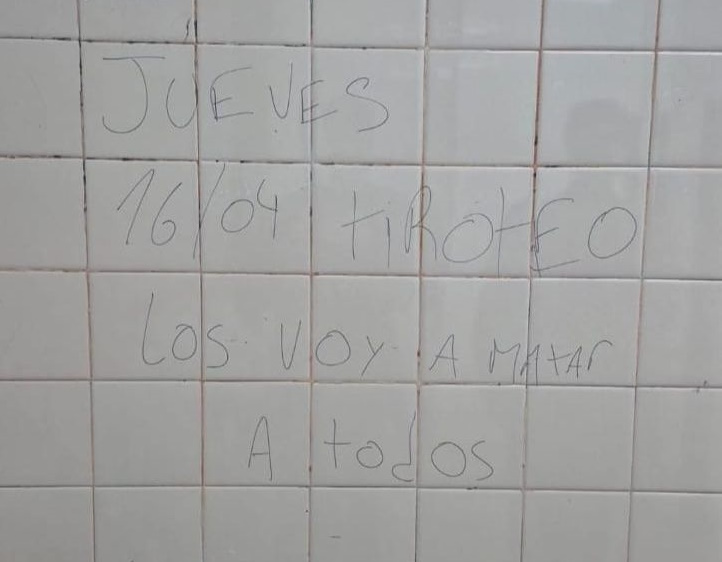 JUEVES
16/04 tiROtEO
LOS VOY A MAtAr
A todos